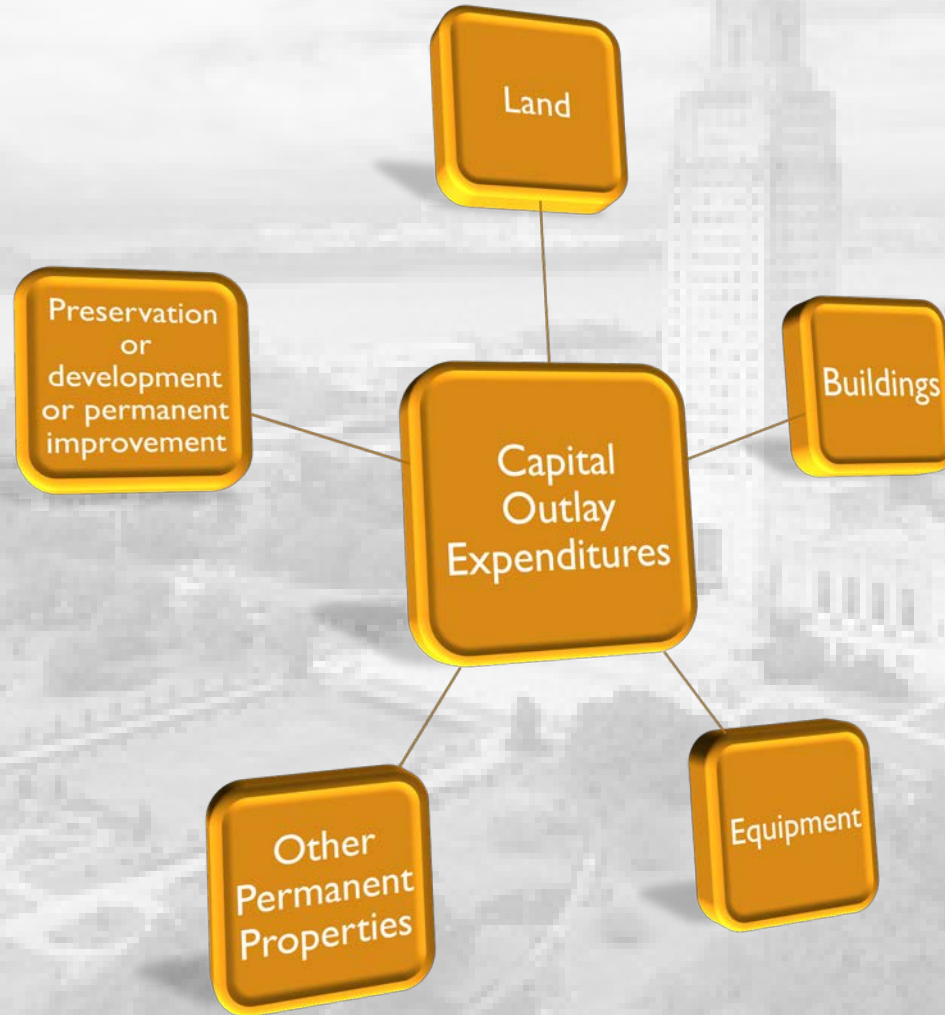 Land
Preservation
or
development
or permanent
improvement
Buildings
Capital
Outlay
Expenditures
Equipment
Other
Permanent
Properties